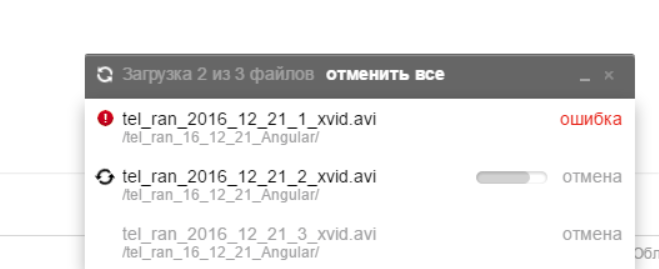 Загрузка 2 из 3 файлов отменить все
tel_ran_2016_12_21_1_xvid.avi ошибка
/tel_ran_16_12_21_Angular/
tel_ran_2016_12_21_2_xvid.avi отмена
/tel_ran_16_12_21_Angular/
tel_ran_2016_12_21_3_xvid.avi отмена
/tel_ran_16_12_21_Angular/